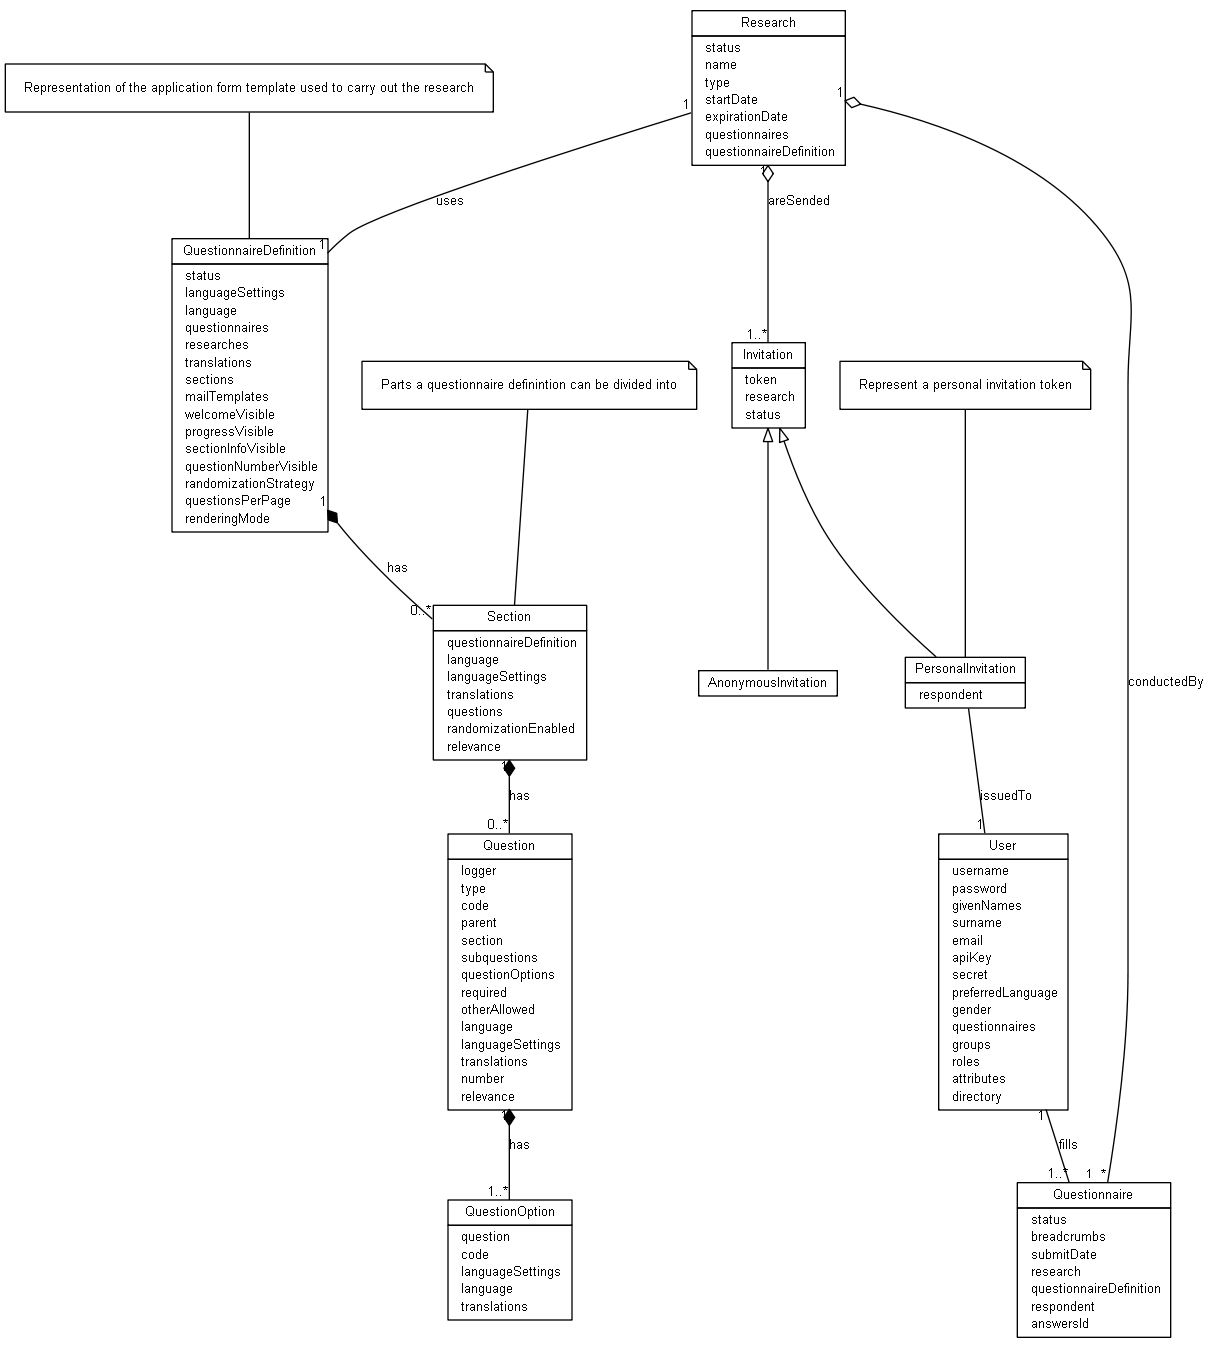 Research
status
name
type
startDate
expirationDate
questionnaires
questionnaireDefinition
1
1
1
Representation of the application form template used to carry out the research
uses
areSended
QuestionnaireDefinition
1
status
languageSettings
language
questionnaires
researches
translations
sections
mailTemplates
welcomeVisible
progressVisible
sectionInfoVisible
questionNumberVisible
randomizationStrategy
questionsPerPage
renderingMode
1
1..*
Invitation
token
research
status
Parts a questionnaire definintion can be divided into
Represent a personal invitation token
has
0..*
Section
questionnaireDefinition
language
languageSettings
translations
questions
randomizationEnabled
relevance
1
AnonymousInvitation
PersonalInvitation
respondent
conductedBy
has
0..*
issuedTo
1
Question
logger
type
code
parent
section
subquestions
questionOptions
required
otherAllowed
language
languageSettings
translations
number
relevance
1
User
username
password
givenNames
surname
email
apiKey
secret
preferredLanguage
gender
questionnaires
groups
roles
attributes
directory
1
has
1..*
fills
1..*
1 *
QuestionOption
question
code
languageSettings
language
translations
Questionnaire
status
breadcrumbs
submitDate
research
questionnaireDefinition
respondent
answersId